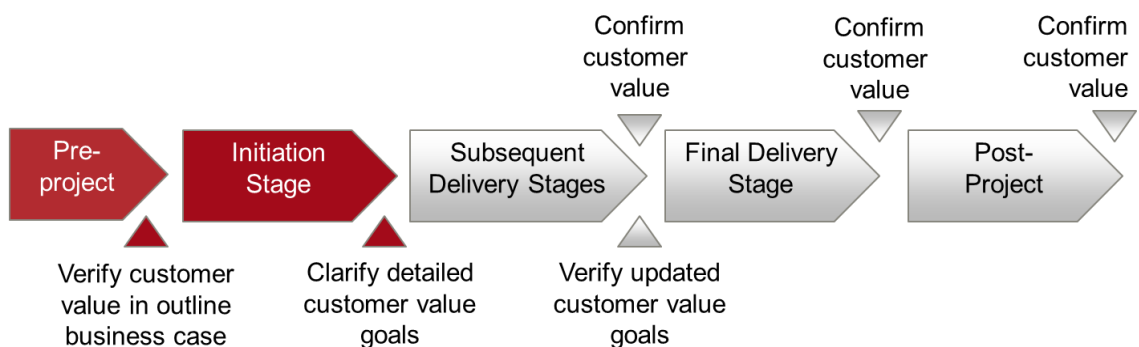 Confirm
customer
value
Confirm
customer
value
Confirm
customer
value
Pre-
project
Initiation
Stage
Subsequent
Delivery Stages
Final Delivery
Stage
Post-
Project
Verify customer
value in outline
business case
Clarify detailed
customer value
goals
Verify updated
customer value
goals